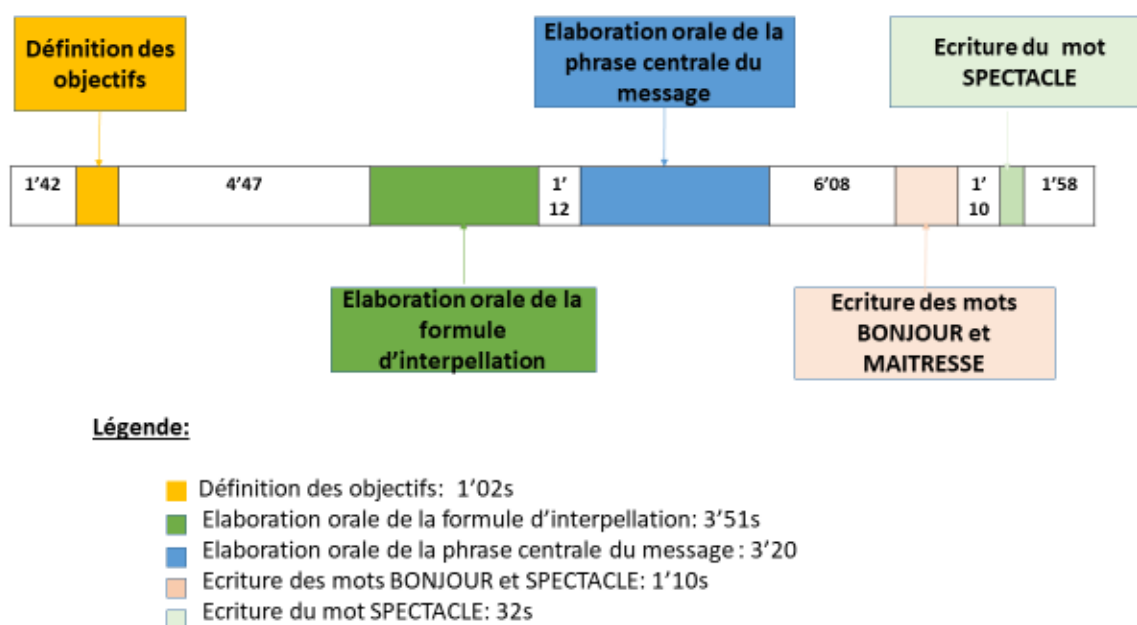 Définition des
objectifs
Elaboration orale de la
phrase centrale du
message
Ecriture du mot
SPECTACLE
1'42
4'47
1'
12
6'08
1'
10
1'58
Elaboration orale de la
formule
d'interpellation
Ecriture des mots
BONJOUR et
MAITRESSE
Légende:
Définition des objectifs: 1'02s
Elaboration orale de la formule d'interpellation: 3'51s
Elaboration orale de la phrase centrale du message : 3'20
Ecriture des mots BONJOUR et SPECTACLE: 1'10s
Ecriture du mot SPECTACLE: 32s